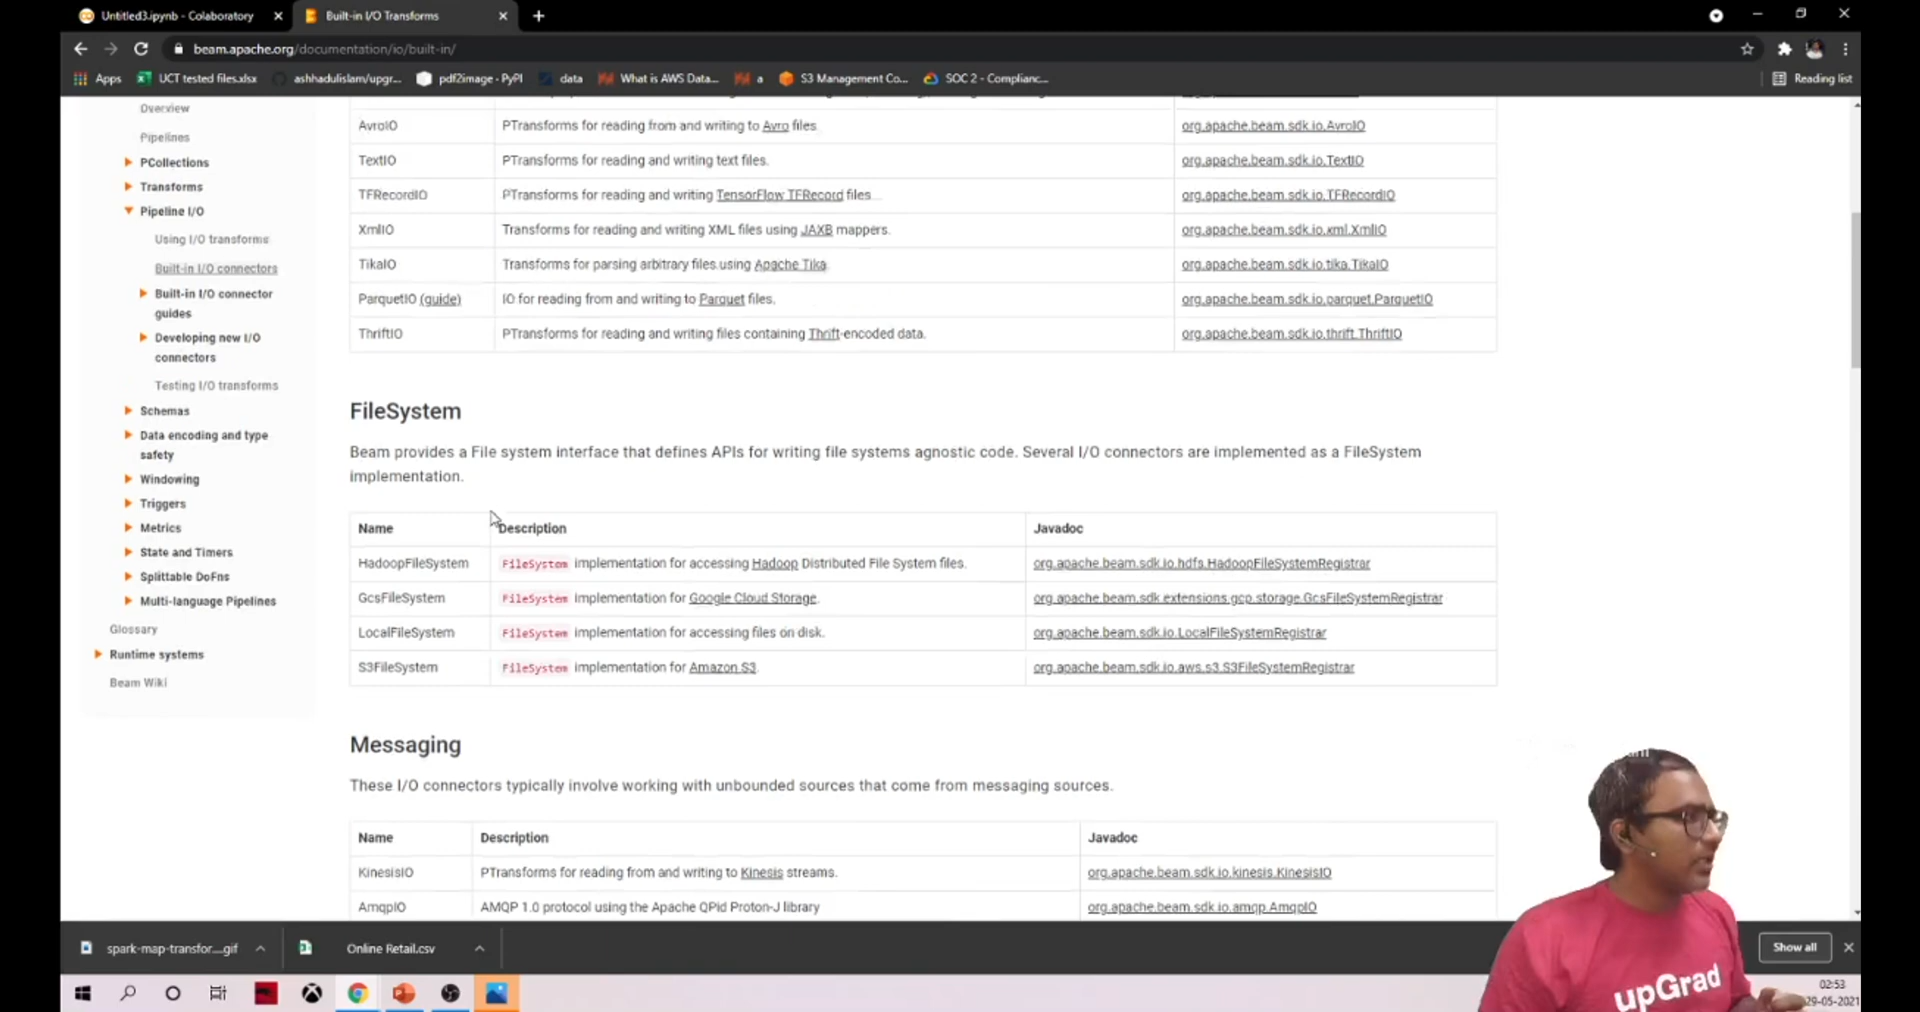 Untitled3.ipynb - Colaboratory
Built-in I/O Transforms
beam.apache.org/documentation/io/built-in/
Apps
UCT tested files.xlsx
ashhadulislam/upgr...
pdf2image - PyPI
data
What is AWS Data...
a
S3 Management Co...
SOC 2 - Complianc...
Reading list
Overview
Pipelines
PCollections
Transforms
Pipeline I/O
Using I/O transforms
Built-in I/O connectors
Built-in I/O connector
guides
Developing new I/O
connectors
Testing I/O transforms
Schemas
Data encoding and type
safety
Windowing
Triggers
Metrics
State and Timers
Splittable DoFns
Multi-language Pipelines
Glossary
Runtime systems
Beam Wiki
AvroIO PTransforms for reading from and writing to Avro files. org.apache.beam.sdk.io.AvroIO
TextIO PTransforms for reading and writing text files. org.apache.beam.sdk.io.TextIO
TFRecordIO PTransforms for reading and writing TensorFlow TFRecord files org.apache.beam.sdk.io.TFRecordIO
XmlIO Transforms for reading and writing XML files using JAXB mappers. org.apache.beam.sdk.io.xml.XmlIO
TikaIO Transforms for parsing arbitrary files using Apache Tika. org.apache.beam.sdk.io.tika.TikaIO
ParquetIO (guide) IO for reading from and writing to Parquet files. org.apache.beam.sdk.io.parquet.ParquetIO
ThriftIO PTransforms for reading and writing files containing Thrift-encoded data. org.apache.beam.sdk.io.thrift.ThriftIO
FileSystem
Beam provides a File system interface that defines APIs for writing file systems agnostic code. Several I/O connectors are implemented as a FileSystem
implementation.
Name Description Javadoc
HadoopFileSystem FileSystem implementation for accessing Hadoop Distributed File System files. org.apache.beam.sdk.io.hdfs.HadoopFileSystemRegistrar
GcsFileSystem FileSystem implementation for Google Cloud Storage. org.apache.beam.sdk.extensions.gcp.storage.GcsFileSystemRegistrar
LocalFileSystem FileSystem implementation for accessing files on disk. org.apache.beam.sdk.io.LocalFileSystemRegistrar
S3FileSystem FileSystem implementation for Amazon S3. org.apache.beam.sdk.io.aws.s3.S3FileSystemRegistrar
Messaging
These I/O connectors typically involve working with unbounded sources that come from messaging sources.
Name Description Javadoc
KinesisIO PTransforms for reading from and writing to Kinesis streams. org.apache.beam.sdk.io.kinesis.KinesisIO
AmqpIO AMQP 1.0 protocol using the Apache QPid Proton-J library org.apache.beam.sdk.io.amqp.AmqpIO
spark-map-transfor....gif
Online Retail.csv
Show all
upGrad
02:53
29-05-2021